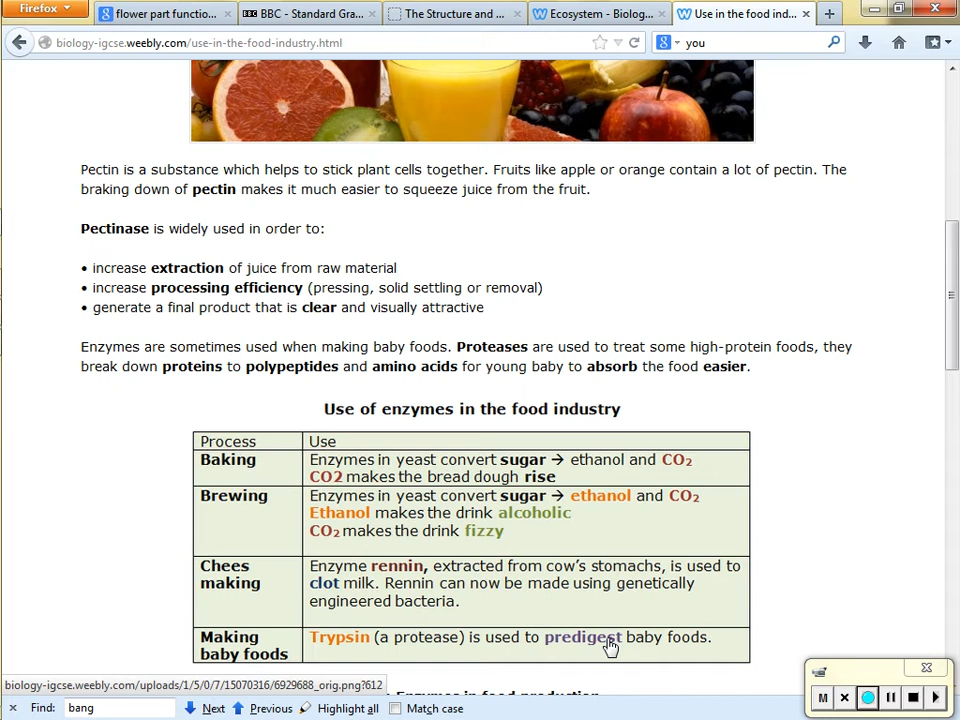 Firefox
flower part functio...
BBC - Standard Gra...
The Structure and ...
Ecosystem - Biolog...
Use in the food ind...
biology-igcse.weebly.com/use-in-the-food-industry.html
you
Pectin is a substance which helps to stick plant cells together. Fruits like apple or orange contain a lot of pectin. The
braking down of pectin makes it much easier to squeeze juice from the fruit.
Pectinase is widely used in order to:
• increase extraction of juice from raw material
• increase processing efficiency (pressing, solid settling or removal)
• generate a final product that is clear and visually attractive
Enzymes are sometimes used when making baby foods. Proteases are used to treat some high-protein foods, they
break down proteins to polypeptides and amino acids for young baby to absorb the food easier.
Use of enzymes in the food industry
Process Use
Baking Enzymes in yeast convert sugar → ethanol and CO₂
CO2 makes the bread dough rise
Brewing Enzymes in yeast convert sugar → ethanol and CO₂
Ethanol makes the drink alcoholic
CO₂ makes the drink fizzy
Chees Enzyme rennin, extracted from cow's stomachs, is used to
making clot milk. Rennin can now be made using genetically
engineered bacteria.
Making Trypsin (a protease) is used to predigest baby foods.
baby foods
biology-igcse.weebly.com/uploads/1/5/0/7/15070316/6929688_orig.png?612
Enzymes in food production
M
Find: bang Next Previous Highlight all Match case